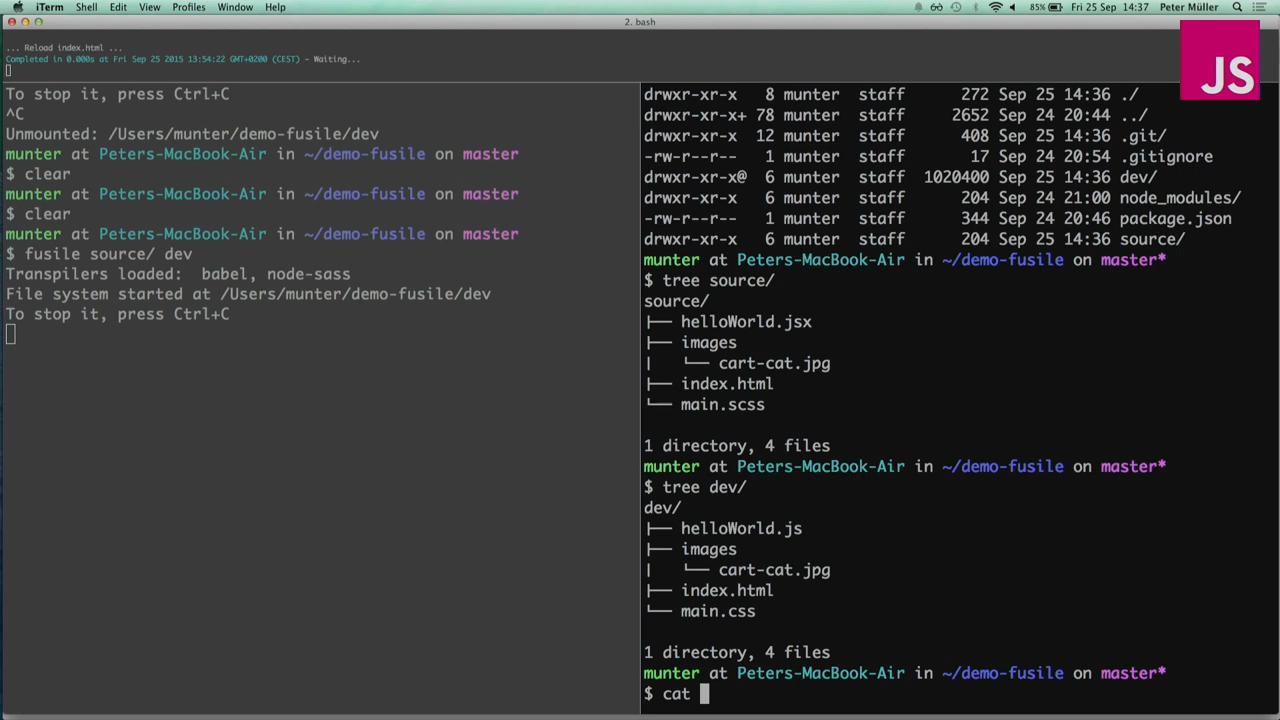 iTerm Shell Edit View Profiles Window Help 85% Fri 25 Sep 14:37 Peter Müller
2. bash
... Reload index.html ...
Completed in 0.000s at Fri Sep 25 2015 13:54:22 GMT+0200 (CEST) - Waiting...
JS
To stop it, press Ctrl+C
^C
Unmounted: /Users/munter/demo-fusile/dev
munter at Peters-MacBook-Air in ~/demo-fusile on master
$ clear
munter at Peters-MacBook-Air in ~/demo-fusile on master
$ clear
munter at Peters-MacBook-Air in ~/demo-fusile on master
$ fusile source/ dev
Transpilers loaded:  babel, node-sass
File system started at /Users/munter/demo-fusile/dev
To stop it, press Ctrl+C
drwxr-xr-x   8 munter  staff      272 Sep 25 14:36 ./
drwxr-xr-x+ 78 munter  staff     2652 Sep 24 20:44 ../
drwxr-xr-x  12 munter  staff      408 Sep 25 14:36 .git/
-rw-r--r--   1 munter  staff       17 Sep 24 20:54 .gitignore
drwxr-xr-x@  6 munter  staff  1020400 Sep 25 14:36 dev/
drwxr-xr-x   6 munter  staff      204 Sep 24 21:00 node_modules/
-rw-r--r--   1 munter  staff      344 Sep 24 20:46 package.json
drwxr-xr-x   6 munter  staff      204 Sep 25 14:36 source/
munter at Peters-MacBook-Air in ~/demo-fusile on master*
$ tree source/
source/
├── helloWorld.jsx
├── images
|   └── cart-cat.jpg
├── index.html
└── main.scss
1 directory, 4 files
munter at Peters-MacBook-Air in ~/demo-fusile on master*
$ tree dev/
dev/
├── helloWorld.js
├── images
|   └── cart-cat.jpg
├── index.html
└── main.css
1 directory, 4 files
munter at Peters-MacBook-Air in ~/demo-fusile on master*
$ cat